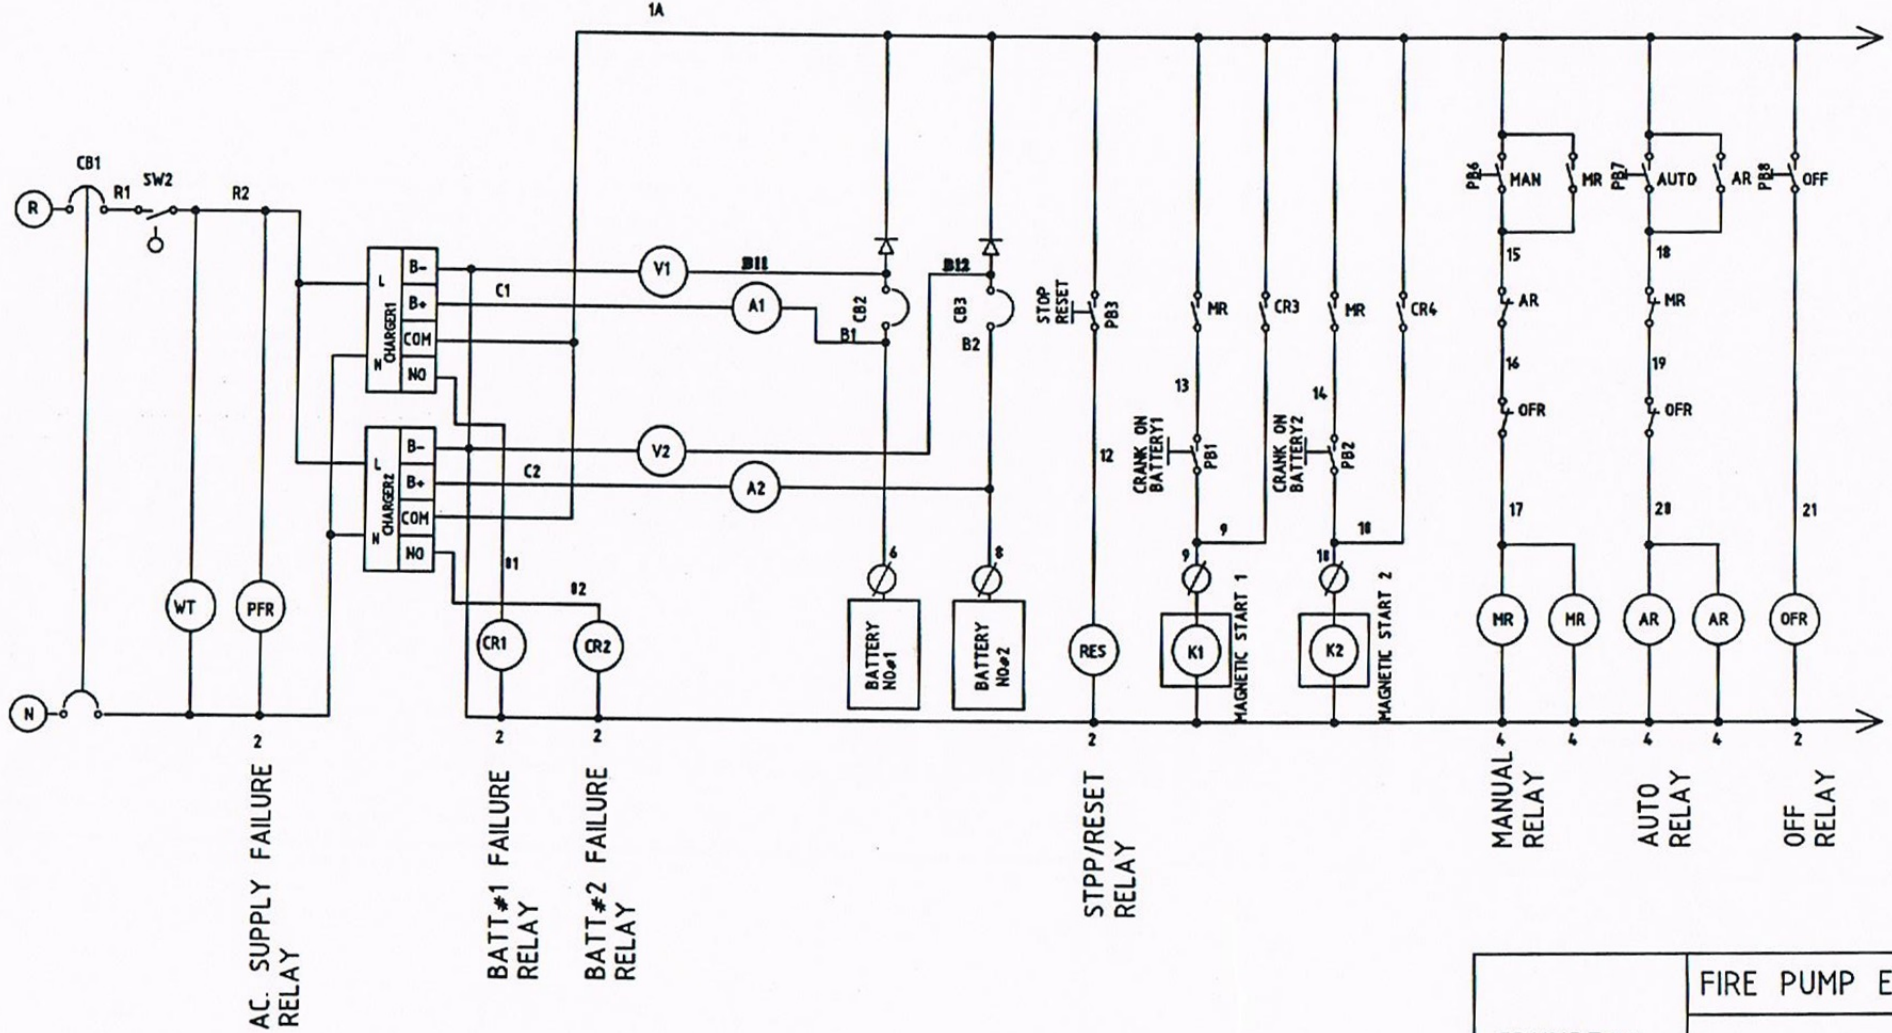 1A
CB1
R1
SW2
R2
R
L
N
CHARGER1
B-
B+
COM
NO
C1
V1
B11
A1
B1
CB2
B12
CB3
B2
STOP
RESET
PB3
MR
CR3
MR
CR4
PB6
MAN
MR
PB7
AUTO
AR
PB8
OFF
15
18
AR
MR
16
19
OFR
OFR
13
14
CRANK ON
BATTERY1
PB1
CRANK ON
BATTERY2
PB2
12
L
N
CHARGER2
B-
B+
COM
NO
C2
V2
A2
6
8
9
9
10
10
17
20
21
WT
PFR
81
82
CR1
CR2
BATTERY
NO#1
BATTERY
NO#2
RES
K1
MAGNETIC START 1
K2
MAGNETIC START 2
MR
MR
AR
AR
OFR
N
2
2
2
2
4
4
4
4
2
AC. SUPPLY FAILURE
RELAY
BATT#1 FAILURE
RELAY
BATT#2 FAILURE
RELAY
STPP/RESET
RELAY
MANUAL
RELAY
AUTO
RELAY
OFF
RELAY
FIRE PUMP E